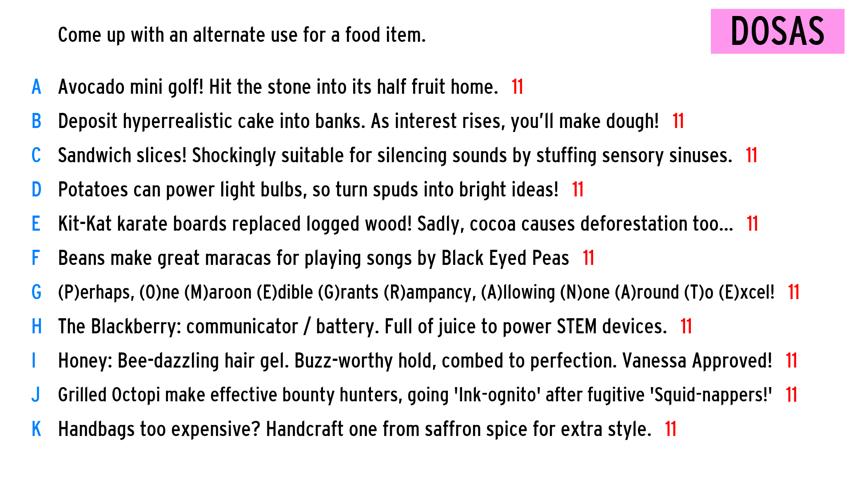 Come up with an alternate use for a food item.
DOSAS
A Avocado mini golf! Hit the stone into its half fruit home. 11
B Deposit hyperrealistic cake into banks. As interest rises, you'll make dough! 11
C Sandwich slices! Shockingly suitable for silencing sounds by stuffing sensory sinuses. 11
D Potatoes can power light bulbs, so turn spuds into bright ideas! 11
E Kit-Kat karate boards replaced logged wood! Sadly, cocoa causes deforestation too... 11
F Beans make great maracas for playing songs by Black Eyed Peas 11
G (P)erhaps, (O)ne (M)aroon (E)dible (G)rants (R)ampancy, (A)llowing (N)one (A)round (T)o (E)xcel! 11
H The Blackberry: communicator / battery. Full of juice to power STEM devices. 11
I Honey: Bee-dazzling hair gel. Buzz-worthy hold, combed to perfection. Vanessa Approved! 11
J Grilled Octopi make effective bounty hunters, going 'Ink-ognito' after fugitive 'Squid-nappers!' 11
K Handbags too expensive? Handcraft one from saffron spice for extra style. 11